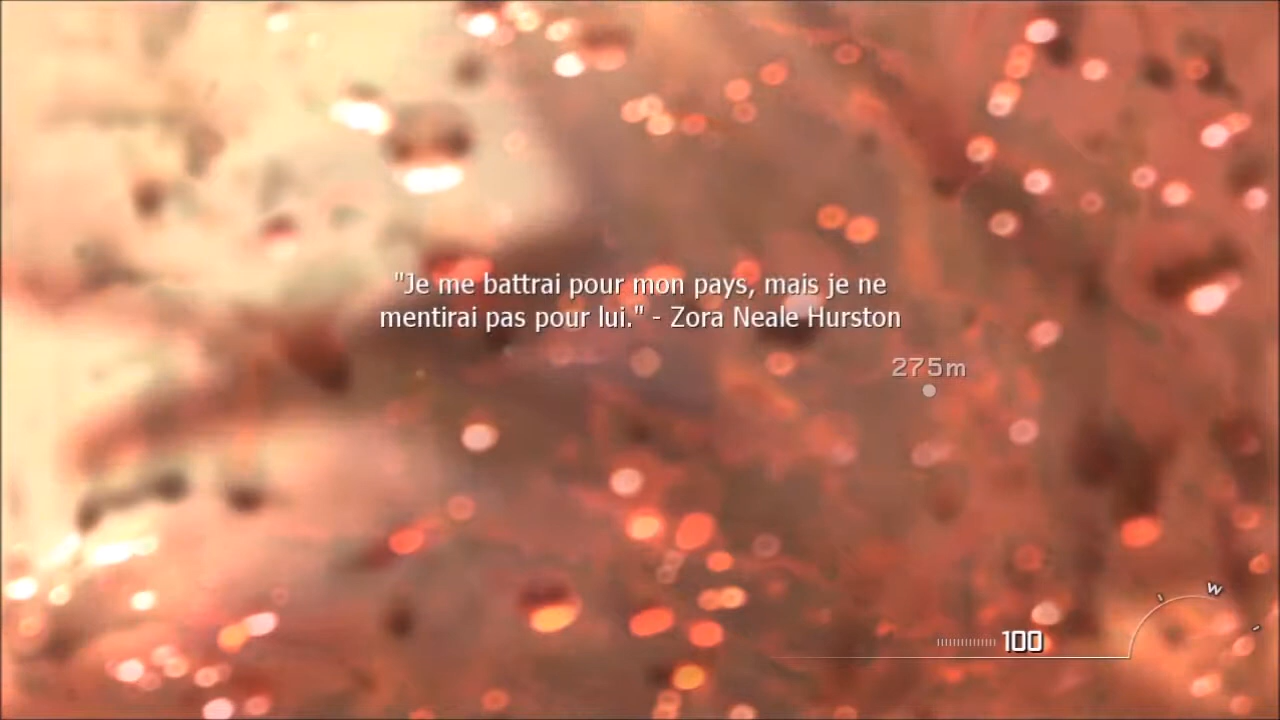 "Je me battrai pour mon pays, mais je ne
mentirai pas pour lui." - Zora Neale Hurston
275m
W
100